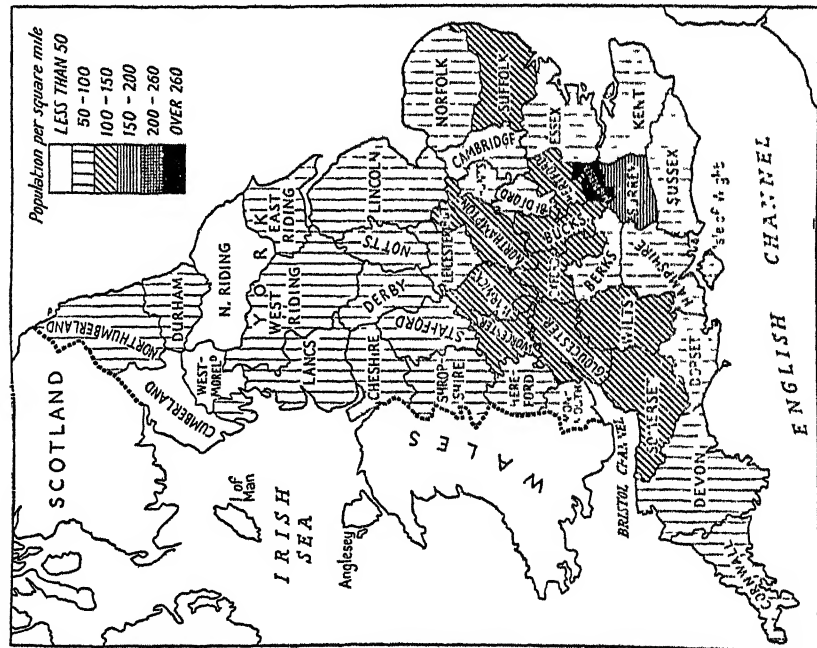 Population per square mile
LESS THAN 50
50-100
100-150
150-200
200-260
OVER 260
SCOTLAND
NORTHUMBERLAND
CUMBERLAND
DURHAM
WEST-
MORELD
N. RIDING
YORK
EAST
RIDING
WEST
RIDING
LANCS
I. of
Man
IRISH
SEA
Anglesey
CHESHIRE
DERBY
NOTTS
LINCOLN
STAFFORD
SHROP
SHIRE
WALES
LEICESTER
NORFOLK
SUFFOLK
CAMBRIDGE
NORTHAMPTON
WORCESTER
HERE-
FORD
BEDFORD
BUCKS
ESSEX
GLOUCESTER
BERKS
WILTS
SURREY
KENT
SUSSEX
HAMPSHIRE
Isle of Wight
BRISTOL CHANNEL
SOMERSET
DORSET
DEVON
CORNWALL
ENGLISH CHANNEL